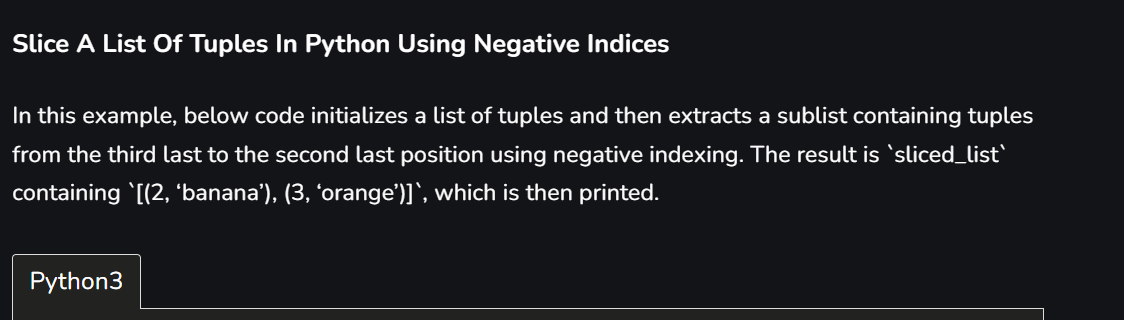 Slice A List Of Tuples In Python Using Negative Indices
In this example, below code initializes a list of tuples and then extracts a sublist containing tuples
from the third last to the second last position using negative indexing. The result is `sliced_list`
containing `[(2, ‘banana’), (3, ‘orange’)]`, which is then printed.
Python3